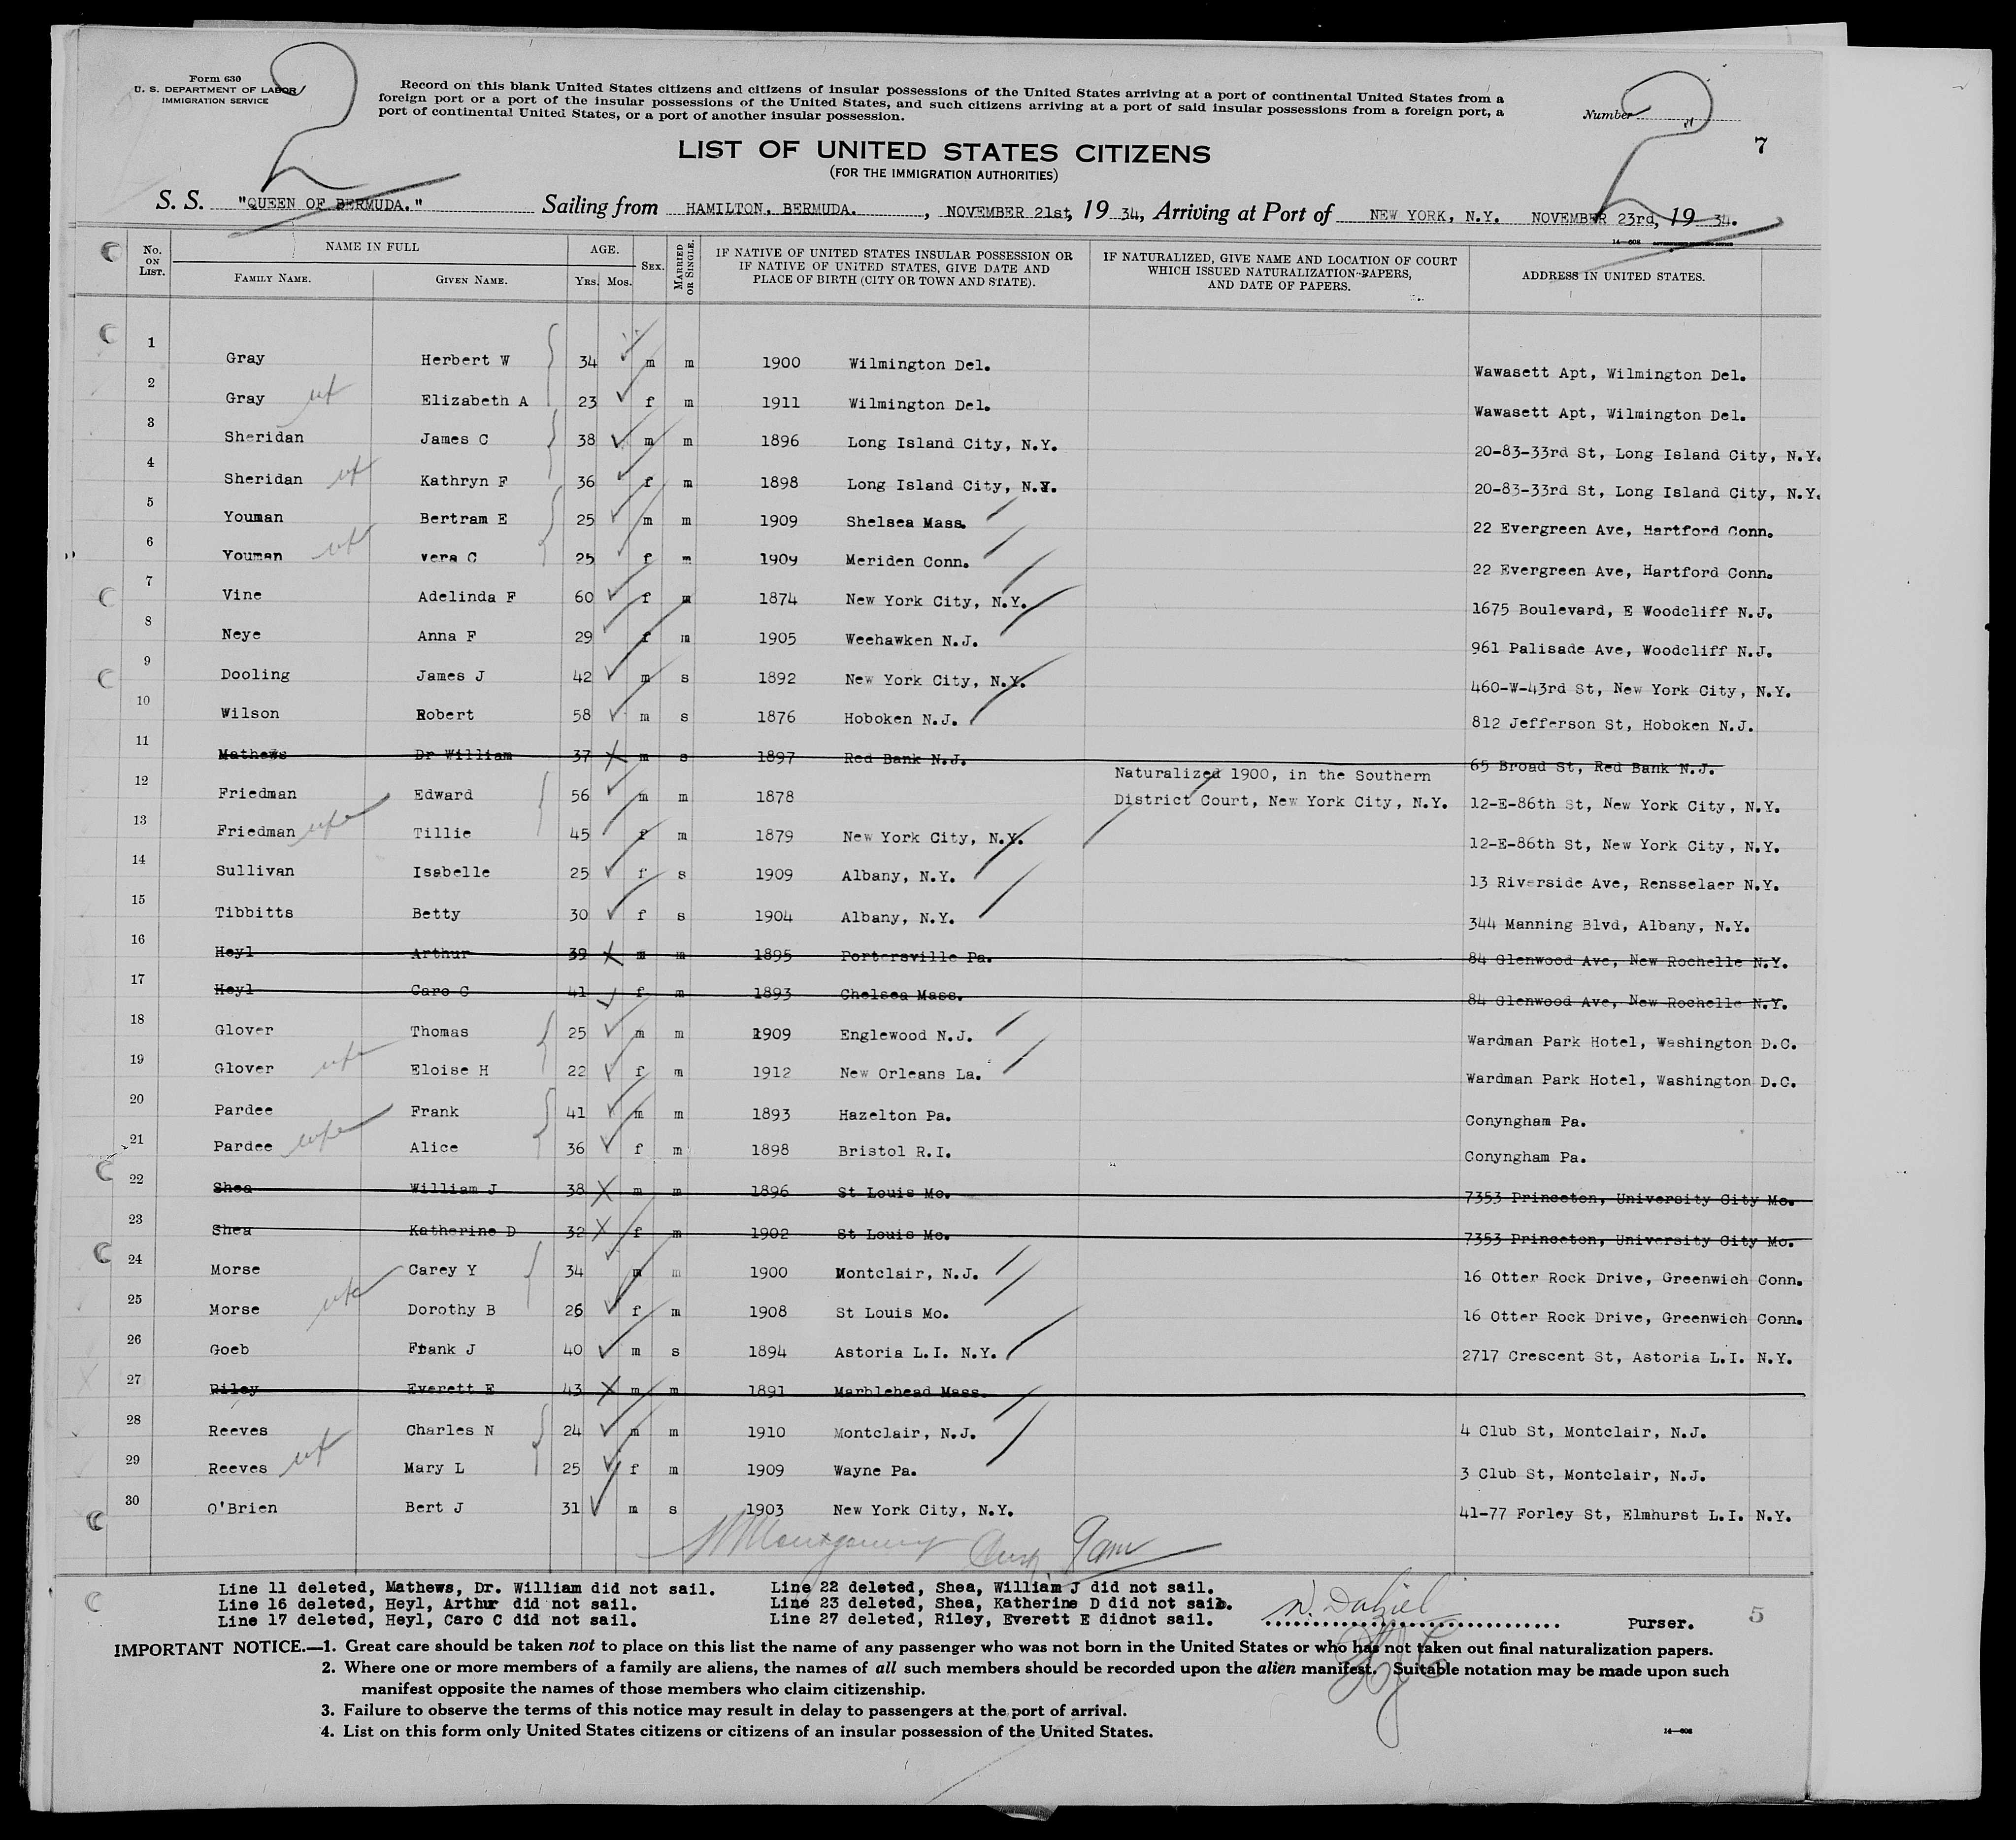 Form 630
U. S. DEPARTMENT OF LABOR
IMMIGRATION SERVICE
2
Record on this blank United States citizens and citizens of insular possessions of the United States arriving at a port of continental United States from a
foreign port or a port of the insular possessions of the United States, and such citizens arriving at a port of said insular possessions from a foreign port, a
port of continental United States, or a port of another insular possession.
Number
2
7
LIST OF UNITED STATES CITIZENS
(FOR THE IMMIGRATION AUTHORITIES)
S. S. "QUEEN OF BERMUDA." Sailing from HAMILTON, BERMUDA. , NOVEMBER 21st, 19 34, Arriving at Port of NEW YORK, N.Y. NOVEMBER 23rd, 19 34.
14—608
No. ON LIST. NAME IN FULL AGE. SEX. MARRIED OR SINGLE. IF NATIVE OF UNITED STATES INSULAR POSSESSION OR IF NATIVE OF UNITED STATES, GIVE DATE AND PLACE OF BIRTH (CITY OR TOWN AND STATE). IF NATURALIZED, GIVE NAME AND LOCATION OF COURT WHICH ISSUED NATURALIZATION PAPERS, AND DATE OF PAPERS. ADDRESS IN UNITED STATES.
FAMILY NAME. GIVEN NAME. YRS. MOS.
1 Gray Herbert W 34 m m 1900 Wilmington Del. Wawasett Apt, Wilmington Del.
2 Gray wf Elizabeth A 23 f m 1911 Wilmington Del. Wawasett Apt, Wilmington Del.
3 Sheridan James C 38 m m 1896 Long Island City, N.Y. 20-83-33rd St, Long Island City, N.Y.
4 Sheridan wf Kathryn F 36 f m 1898 Long Island City, N.Y. 20-83-33rd St, Long Island City, N.Y.
5 Youman Bertram E 25 m m 1909 Shelsea Mass. 22 Evergreen Ave, Hartford Conn.
6 Youman wf Vera C 25 f m 1909 Meriden Conn. 22 Evergreen Ave, Hartford Conn.
7 Vine Adelinda F 60 f m 1874 New York City, N.Y. 1675 Boulevard, E Woodcliff N.J.
8 Neye Anna F 29 f m 1905 Weehawken N.J. 961 Palisade Ave, Woodcliff N.J.
9 Dooling James J 42 m s 1892 New York City, N.Y. 460-W-43rd St, New York City, N.Y.
10 Wilson Robert 58 m s 1876 Hoboken N.J. 812 Jefferson St, Hoboken N.J.
11 Mathews Dr William 37 m s 1897 Red Bank N.J. 65 Broad St, Red Bank N.J.
Naturalized 1900, in the Southern
12 Friedman Edward 56 m m 1878 District Court, New York City, N.Y. 12-E-86th St, New York City, N.Y.
13 Friedman wife Tillie 45 f m 1879 New York City, N.Y. 12-E-86th St, New York City, N.Y.
14 Sullivan Isabelle 25 f s 1909 Albany, N.Y. 13 Riverside Ave, Rensselaer N.Y.
15 Tibbitts Betty 30 f s 1904 Albany, N.Y. 344 Manning Blvd, Albany, N.Y.
16 Heyl Arthur 39 m m 1895 Portersville Pa. 84 Glenwood Ave, New Rochelle N.Y.
17 Heyl Caro C 41 f m 1893 Chelsea Mass. 84 Glenwood Ave, New Rochelle N.Y.
18 Glover Thomas 25 m m 1909 Englewood N.J. Wardman Park Hotel, Washington D.C.
19 Glover wife Eloise H 22 f m 1912 New Orleans La. Wardman Park Hotel, Washington D.C.
20 Pardee Frank 41 m m 1893 Hazelton Pa. Conyngham Pa.
21 Pardee wife Alice 36 f m 1898 Bristol R.I. Conyngham Pa.
22 Shea William J 38 m m 1896 St Louis Mo. 7353 Princeton, University City Mo.
23 Shea Katherine D 32 f m 1902 St Louis Mo. 7353 Princeton, University City Mo.
24 Morse Carey Y 34 m m 1900 Montclair, N.J. 16 Otter Rock Drive, Greenwich Conn.
25 Morse wife Dorothy B 26 f m 1908 St Louis Mo. 16 Otter Rock Drive, Greenwich Conn.
26 Goeb Frank J 40 m s 1894 Astoria L.I. N.Y. 2717 Crescent St, Astoria L.I. N.Y.
27 Riley Everett E 43 m m 1891 Marblehead Mass.
28 Reeves Charles N 24 m m 1910 Montclair, N.J. 4 Club St, Montclair, N.J.
29 Reeves wf Mary L 25 f m 1909 Wayne Pa. 3 Club St, Montclair, N.J.
30 O'Brien Bert J 31 m s 1903 New York City, N.Y. 41-77 Forley St, Elmhurst L.I. N.Y.
Montgomery
Line 11 deleted, Mathews, Dr. William did not sail. Line 22 deleted, Shea, William J did not sail.
Line 16 deleted, Heyl, Arthur did not sail. Line 23 deleted, Shea, Katherine D did not sail.
Line 17 deleted, Heyl, Caro C did not sail. Line 27 deleted, Riley, Everett E didnot sail.
N. Dalziel Purser. 5
IMPORTANT NOTICE.—1. Great care should be taken not to place on this list the name of any passenger who was not born in the United States or who has not taken out final naturalization papers.
2. Where one or more members of a family are aliens, the names of all such members should be recorded upon the alien manifest. Suitable notation may be made upon such
manifest opposite the names of those members who claim citizenship.
3. Failure to observe the terms of this notice may result in delay to passengers at the port of arrival.
4. List on this form only United States citizens or citizens of an insular possession of the United States.
14—608